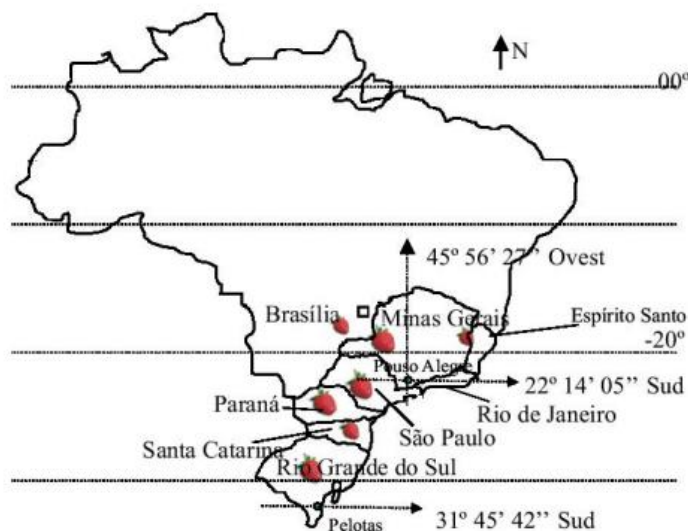 N
00º
45º 56' 27'' Ovest
Brasília
Minas Gerais
Espírito Santo
-20º
Pouso Alegre
22º 14' 05'' Sud
Paraná
Rio de Janeiro
São Paulo
Santa Catarina
Rio Grande do Sul
31º 45' 42'' Sud
Pelotas